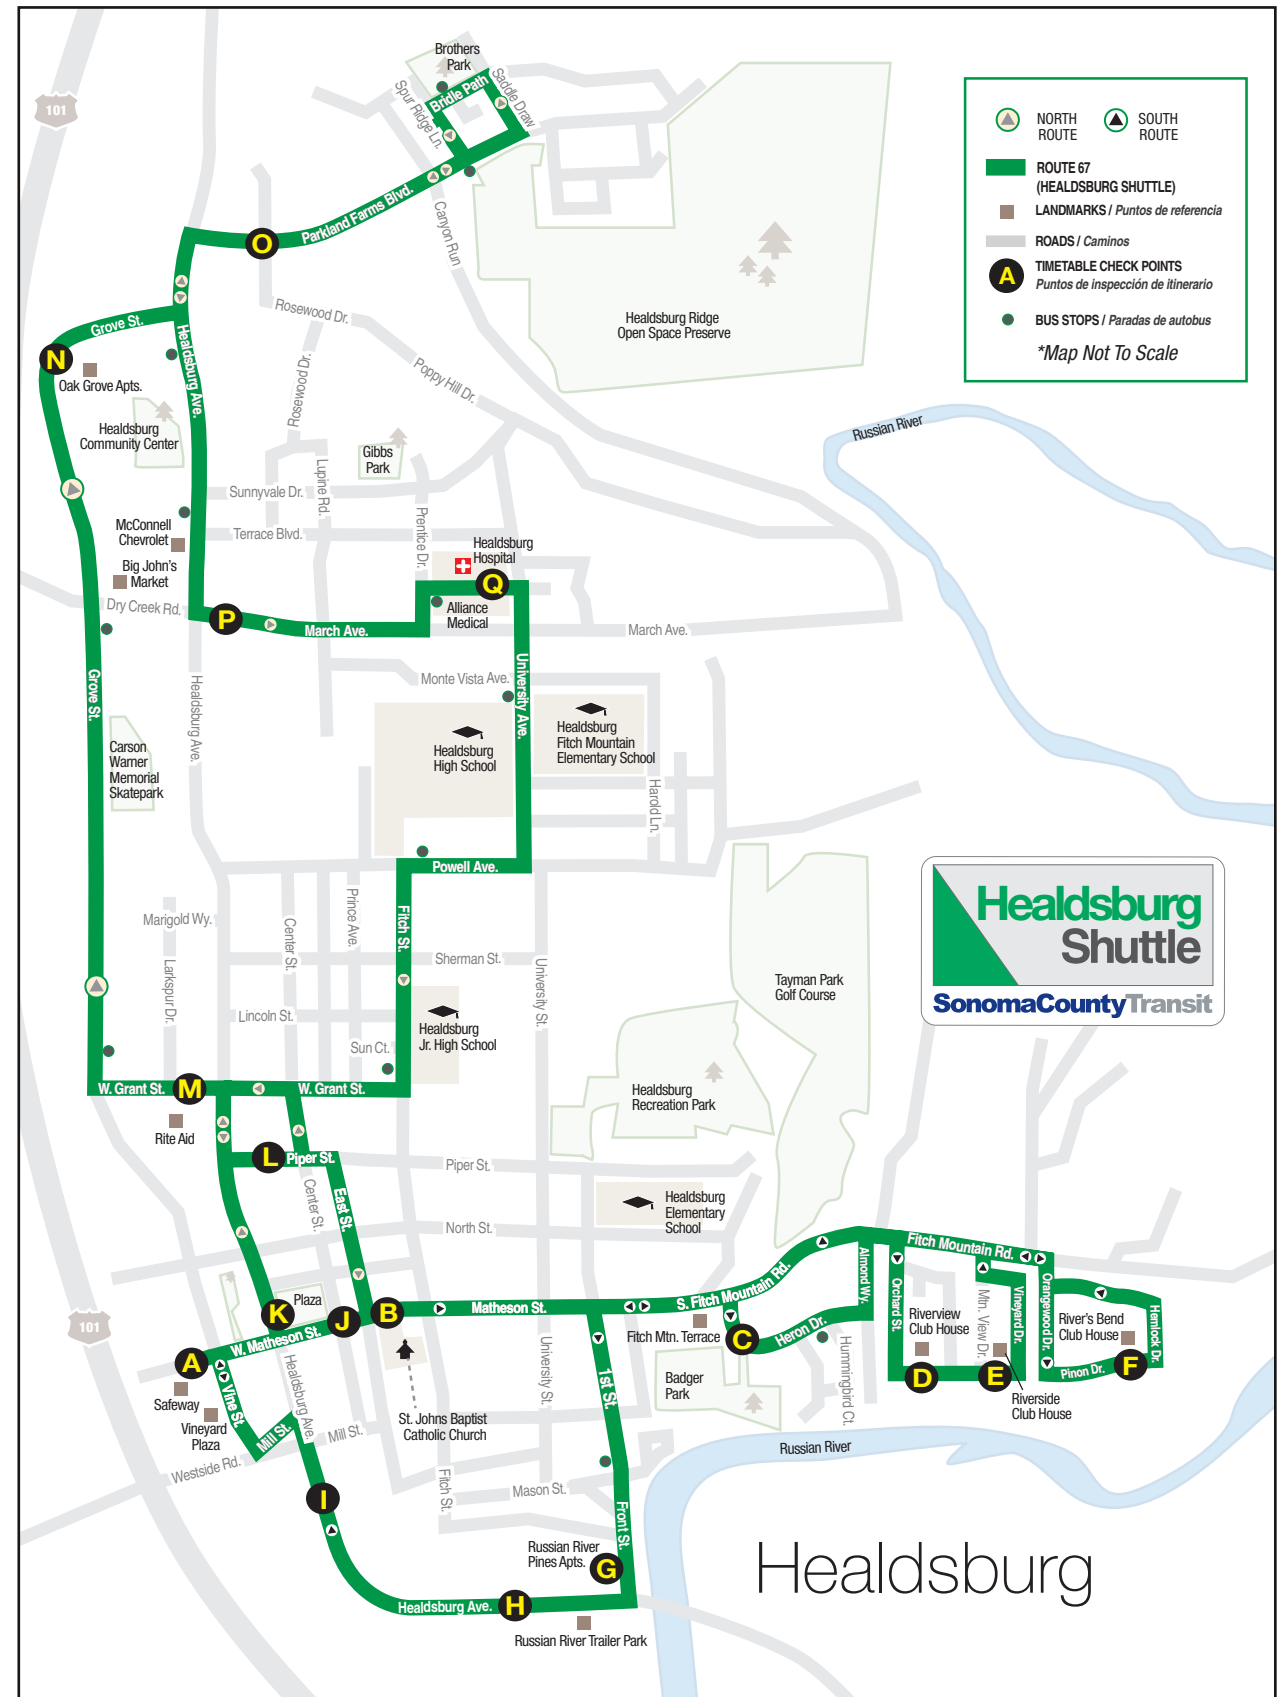 Brothers
Park
Bridle Path
Saddle Draw
Spur Ridge Ln.
101
Parkland Farms Blvd.
Canyon Run
O
NORTH
ROUTE
SOUTH
ROUTE
ROUTE 67
(HEALDSBURG SHUTTLE)
LANDMARKS / Puntos de referencia
ROADS / Caminos
A
TIMETABLE CHECK POINTS
Puntos de inspección de itinerario
BUS STOPS / Paradas de autobus
*Map Not To Scale
Healdsburg Ridge
Open Space Preserve
Rosewood Dr.
Grove St.
Healdsburg Ave.
N
Oak Grove Apts.
Rosewood Dr.
Poppy Hill Dr.
Russian River
Healdsburg
Community Center
Gibbs
Park
Sunnyvale Dr.
Lupine Rd.
Terrace Blvd.
Prentice Dr.
McConnell
Chevrolet
Big John's
Market
Healdsburg
Hospital
Q
Dry Creek Rd.
P
Alliance
Medical
March Ave.
March Ave.
Grove St.
Healdsburg Ave.
Monte Vista Ave.
University Ave.
Healdsburg
High School
Healdsburg
Fitch Mountain
Elementary School
Carson
Warner
Memorial
Skatepark
Harold Ln.
Powell Ave.
Healdsburg
Shuttle
SonomaCountyTransit
Marigold Wy.
Larkspur Dr.
Center St.
Prince Ave.
Fitch St.
Sherman St.
University St.
Tayman Park
Golf Course
Lincoln St.
Sun Ct.
Healdsburg
Jr. High School
W. Grant St.
M
W. Grant St.
Rite Aid
Healdsburg
Recreation Park
L
Piper St.
Piper St.
Center St.
East St.
North St.
Healdsburg
Elementary
School
Fitch Mountain Rd.
S. Fitch Mountain Rd.
Almond Wy.
Orchard St.
Mtn. View Dr.
Vineyard Dr.
Orangewood Dr.
Hemlock Dr.
101
K
Plaza
J
B
Matheson St.
Fitch Mtn. Terrace
C
Heron Dr.
Riverview
Club House
River's Bend
Club House
W. Matheson St.
A
Safeway
Vineyard
Plaza
Vine St.
Mill St.
Healdsburg Ave.
Mill St.
Westside Rd.
St. Johns Baptist
Catholic Church
University St.
1st St.
Badger
Park
Hummingbird Ct.
D
E
Pinon Dr.
F
Riverside
Club House
Russian River
I
Fitch St.
Mason St.
Front St.
Russian River
Pines Apts.
G
Healdsburg
Healdsburg Ave.
H
Russian River Trailer Park